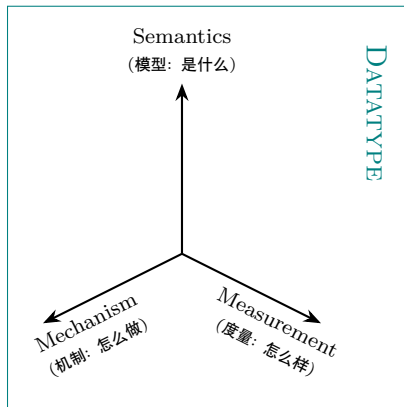 Semantics
(模型：是什么)
DATATYPE
Mechanism
(机制：怎么做)
Measurement
(度量：怎么样)